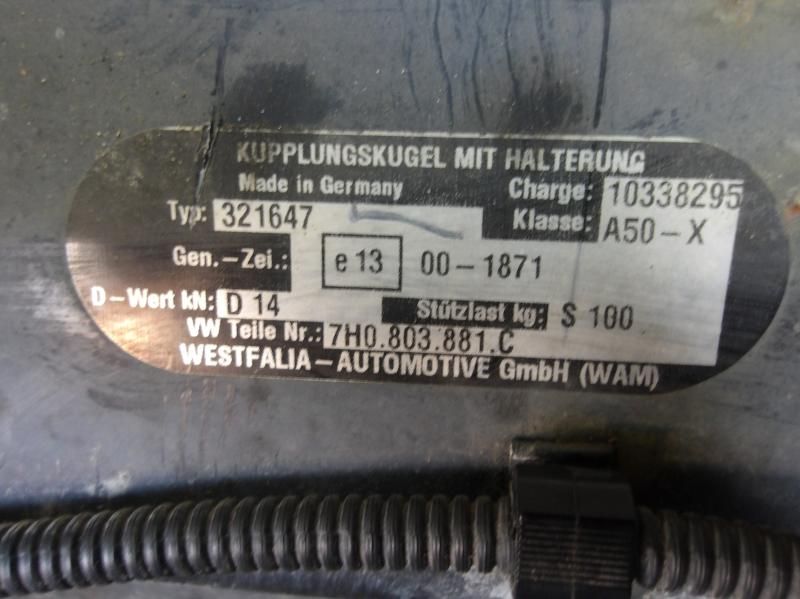 KUPPLUNGSKUGEL MIT HALTERUNG
Made in Germany Charge: 10338295
Typ: 321647 Klasse: A50-X
Gen.-Zei.: e 13 00-1871
D-Wert kN: D 14 Stützlast kg: S 100
VW Teile Nr.: 7H0.803.881.C
WESTFALIA-AUTOMOTIVE GmbH (WAM)